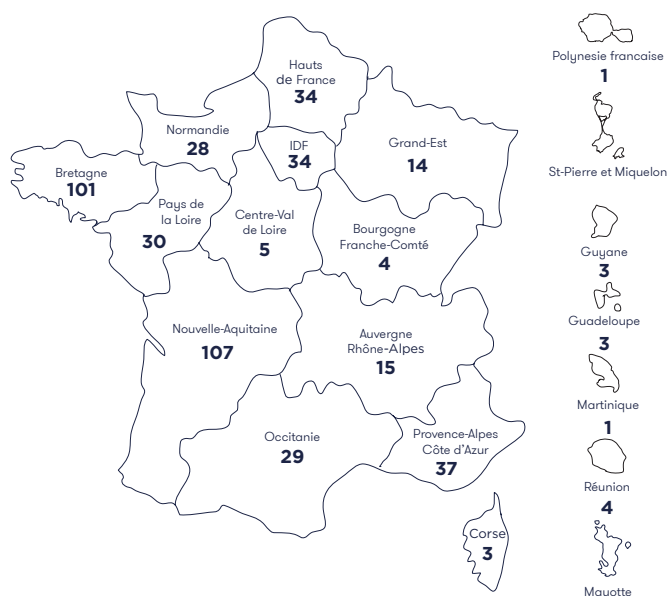 Hauts
de France
34
Normandie
28
IDF
34
Grand-Est
14
Bretagne
101
Pays de
la Loire
30
Centre-Val
de Loire
5
Bourgogne
Franche-Comté
4
Nouvelle-Aquitaine
107
Auvergne
Rhône-Alpes
15
Occitanie
29
Provence-Alpes
Côte d'Azur
37
Corse
3
Polynesie francaise
1
St-Pierre et Miquelon
Guyane
3
Guadeloupe
3
Martinique
1
Réunion
4
Mayotte